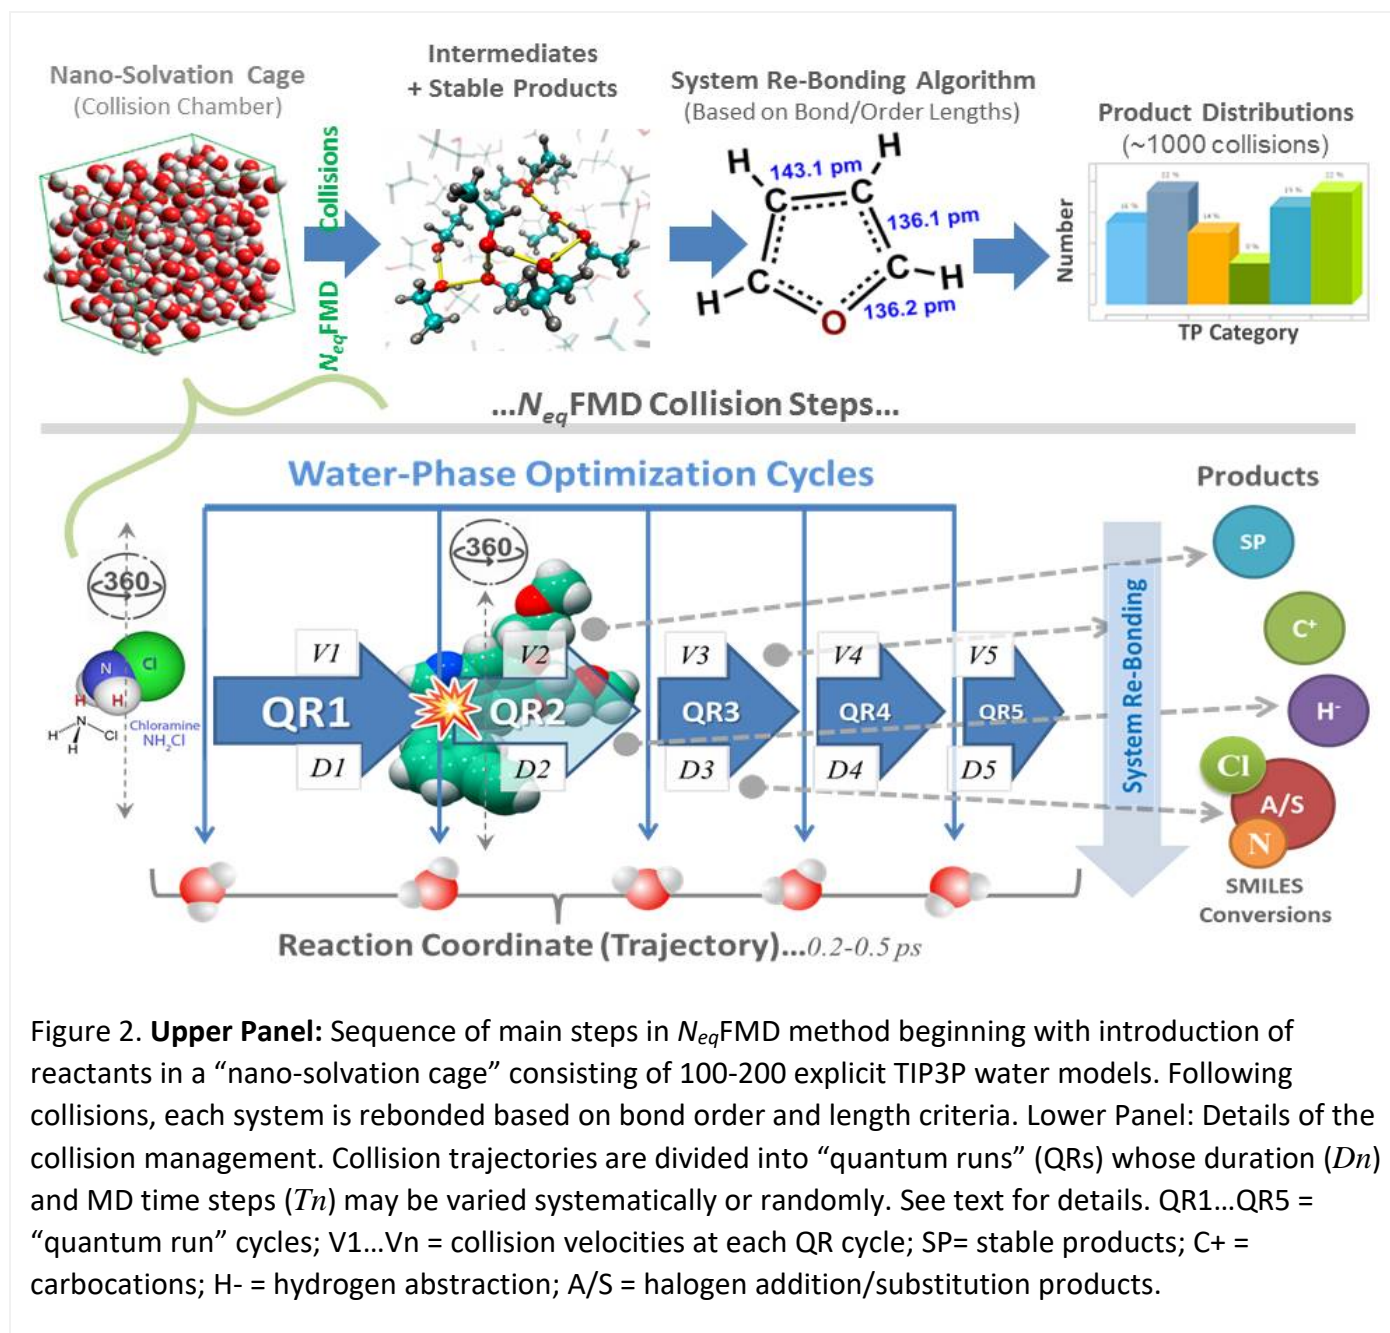 Nano-Solvation Cage
(Collision Chamber)
NeqFMD Collisions
Intermediates
+ Stable Products
System Re-Bonding Algorithm
(Based on Bond/Order Lengths)
H
H
143.1 pm
C
C
136.1 pm
C
C
H
H
136.2 pm
O
Product Distributions
(~1000 collisions)
Number
16 %
22 %
14 %
19 %
22 %
TP Category
...NeqFMD Collision Steps...
Water-Phase Optimization Cycles
Products
360
360
N
Cl
H
H
H
N
Cl
H
Chloramine
NH2Cl
V1
QR1
D1
V2
QR2
D2
V3
QR3
D3
V4
QR4
D4
V5
QR5
D5
System Re-Bonding
SP
C+
H-
Cl
A/S
N
SMILES
Conversions
Reaction Coordinate (Trajectory)...0.2-0.5 ps
Figure 2. Upper Panel: Sequence of main steps in NeqFMD method beginning with introduction of
reactants in a “nano-solvation cage” consisting of 100-200 explicit TIP3P water models. Following
collisions, each system is rebonded based on bond order and length criteria. Lower Panel: Details of the
collision management. Collision trajectories are divided into “quantum runs” (QRs) whose duration (Dn)
and MD time steps (Tn) may be varied systematically or randomly. See text for details. QR1...QR5 =
“quantum run” cycles; V1...Vn = collision velocities at each QR cycle; SP= stable products; C+ =
carbocations; H- = hydrogen abstraction; A/S = halogen addition/substitution products.